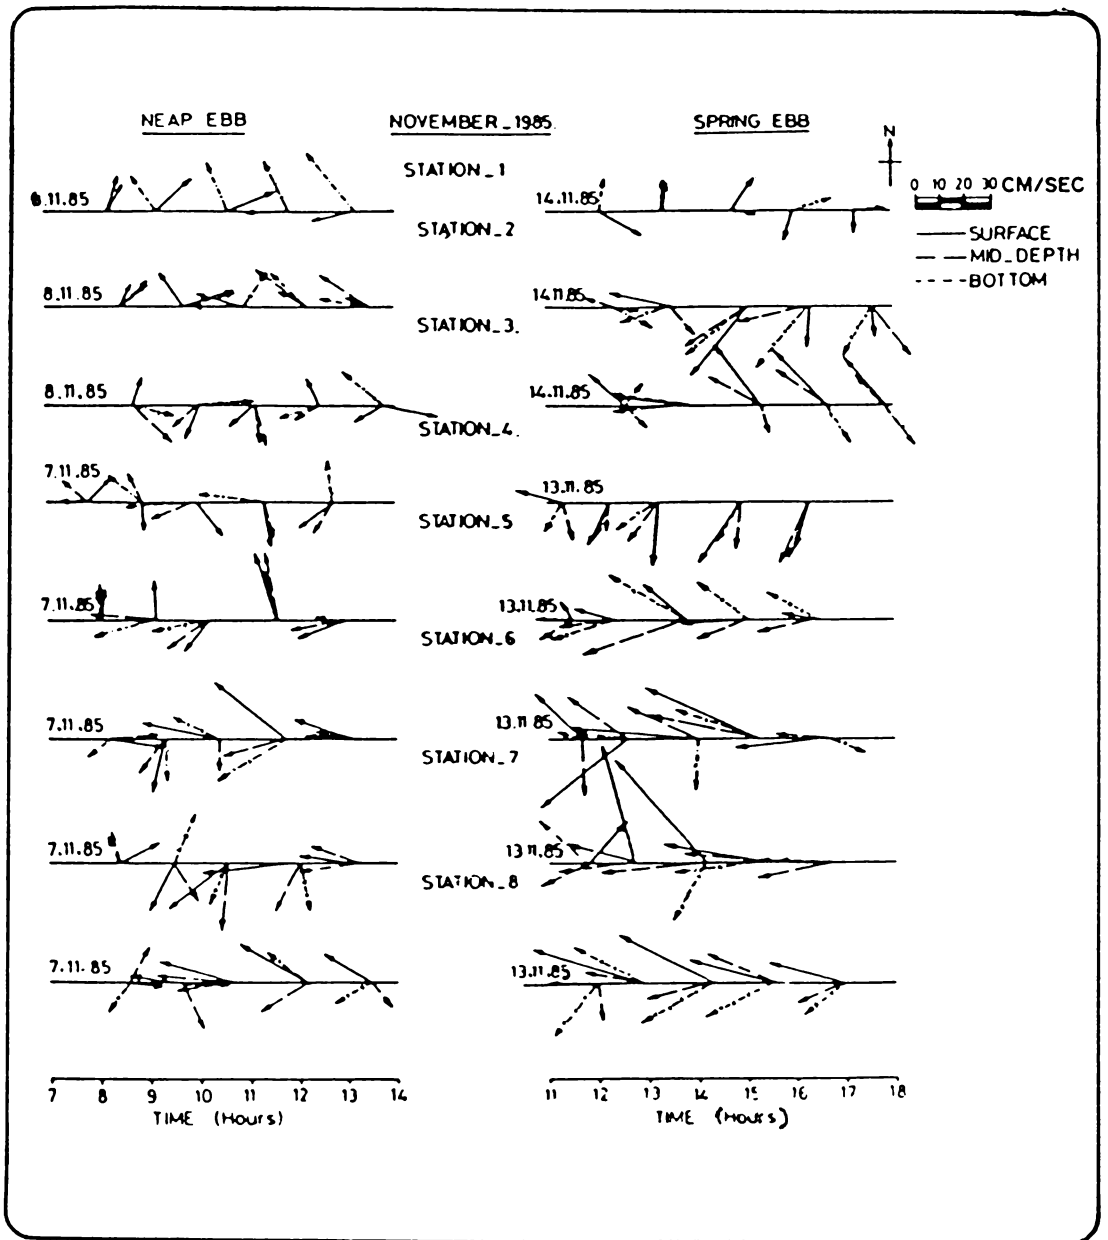 NEAP EBB
NOVEMBER_1985.
SPRING EBB
N
STATION_1
0 10 20 30 CM/SEC
.11.85
14.11.85
STATION_2
SURFACE
MID_DEPTH
BOTTOM
8.11.85
14.11.85
STATION_3.
8.11.85
14.11.85
STATION_4.
7.11.85
13.11.85
STATION_5
7.11.85
13.11.85
STATION_6
7.11.85
13.11.85
STATION_7
7.11.85
13.11.85
STATION_8
7.11.85
13.11.85
7 8 9 10 11 12 13 14
11 12 13 14 15 16 17 18
TIME (Hours)
TIME (Hours)